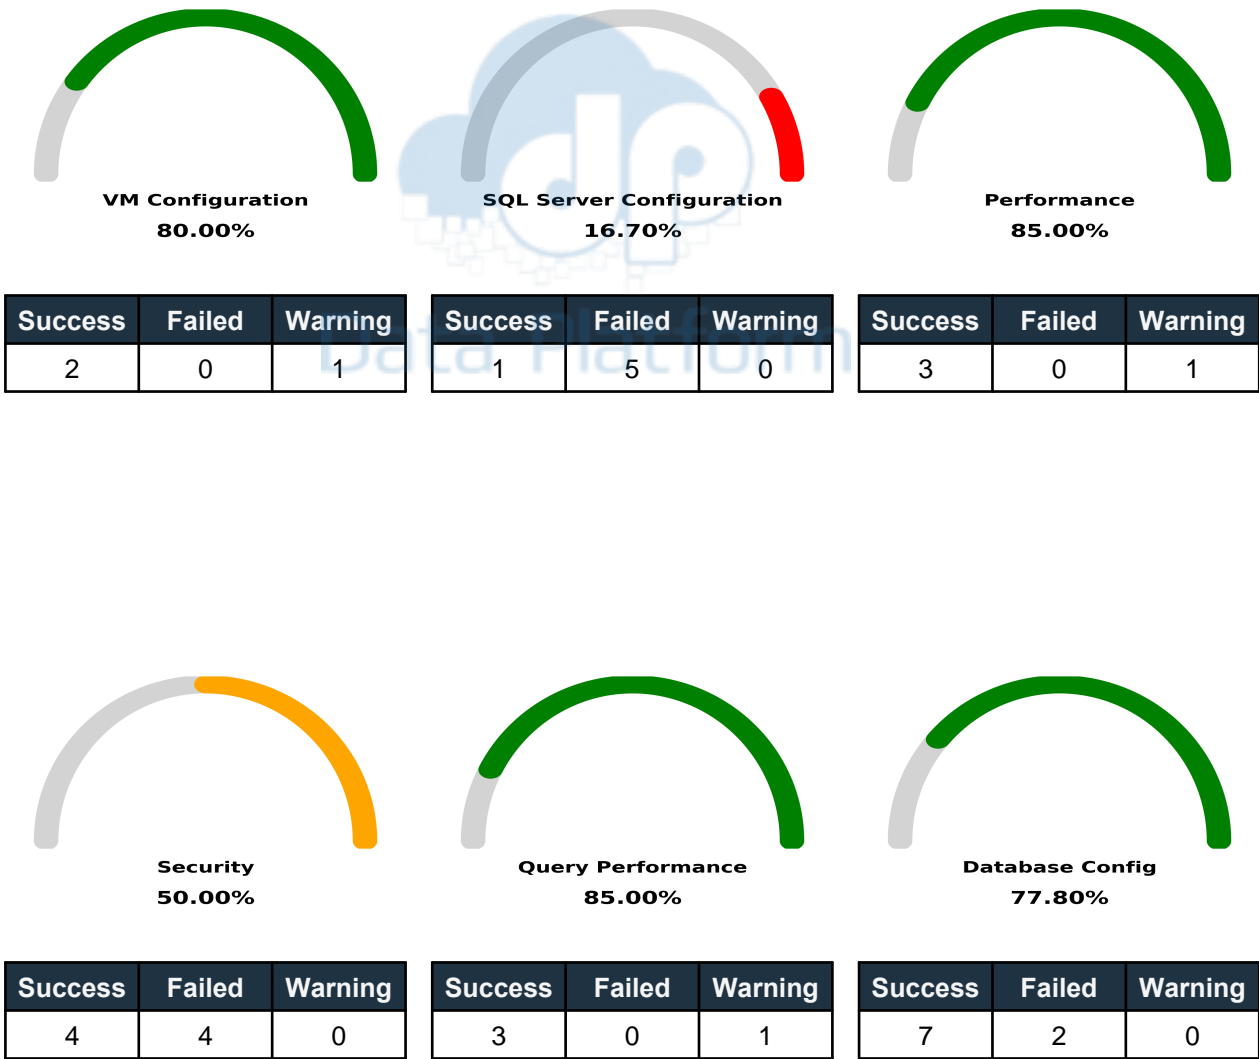 VM Configuration
80.00%
SQL Server Configuration
16.70%
Performance
85.00%
dp
Data Platform
Success Failed Warning
2 0 1
Success Failed Warning
1 5 0
Success Failed Warning
3 0 1
Security
50.00%
Query Performance
85.00%
Database Config
77.80%
Success Failed Warning
4 4 0
Success Failed Warning
3 0 1
Success Failed Warning
7 2 0